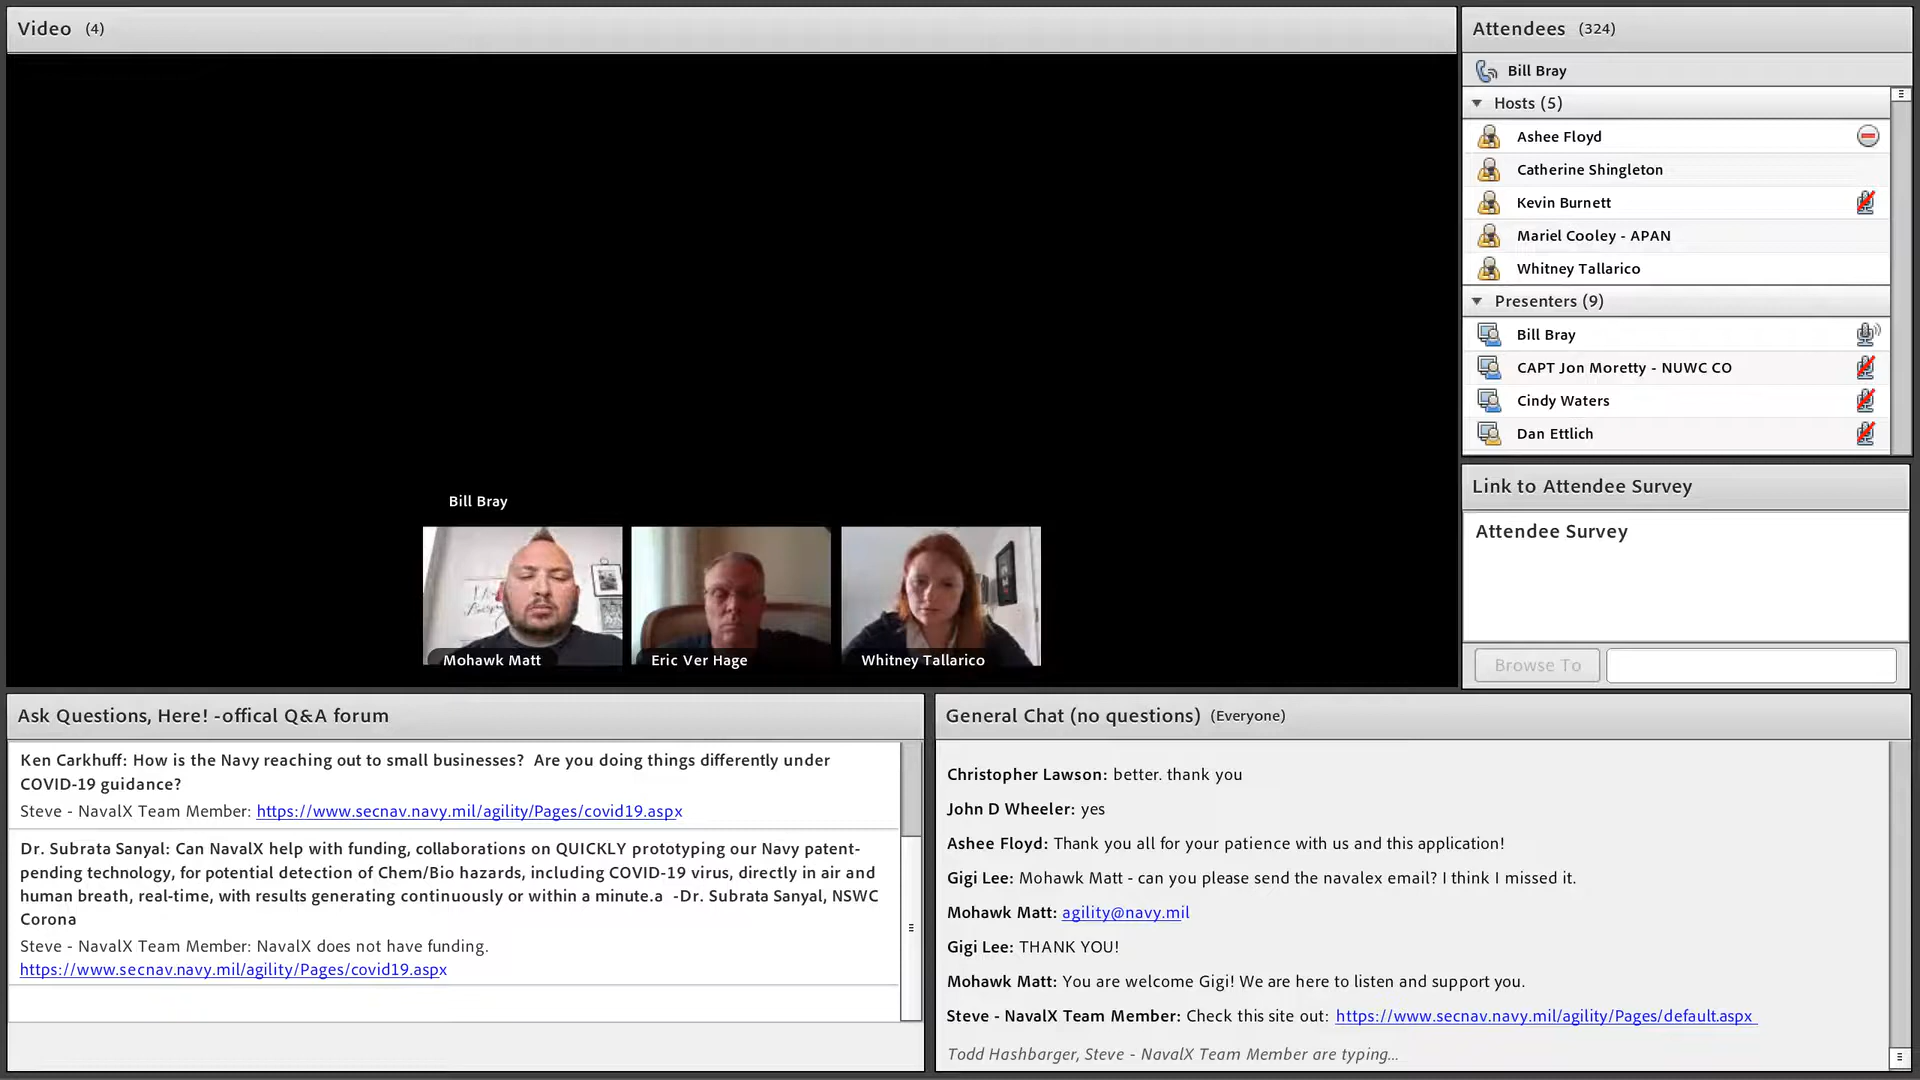 Video (4)
Bill Bray
Mohawk Matt
Eric Ver Hage
Whitney Tallarico
Attendees (324)
Bill Bray
Hosts (5)
Ashee Floyd
Catherine Shingleton
Kevin Burnett
Mariel Cooley - APAN
Whitney Tallarico
Presenters (9)
Bill Bray
CAPT Jon Moretty - NUWC CO
Cindy Waters
Dan Ettlich
Link to Attendee Survey
Attendee Survey
Browse To
Ask Questions, Here! -offical Q&A forum
Ken Carkhuff: How is the Navy reaching out to small businesses? Are you doing things differently under
COVID-19 guidance?
Steve - NavalX Team Member: https://www.secnav.navy.mil/agility/Pages/covid19.aspx
Dr. Subrata Sanyal: Can NavalX help with funding, collaborations on QUICKLY prototyping our Navy patent-
pending technology, for potential detection of Chem/Bio hazards, including COVID-19 virus, directly in air and
human breath, real-time, with results generating continuously or within a minute.a -Dr. Subrata Sanyal, NSWC
Corona
Steve - NavalX Team Member: NavalX does not have funding.
https://www.secnav.navy.mil/agility/Pages/covid19.aspx
General Chat (no questions) (Everyone)
Christopher Lawson: better. thank you
John D Wheeler: yes
Ashee Floyd: Thank you all for your patience with us and this application!
Gigi Lee: Mohawk Matt - can you please send the navalex email? I think I missed it.
Mohawk Matt: agility@navy.mil
Gigi Lee: THANK YOU!
Mohawk Matt: You are welcome Gigi! We are here to listen and support you.
Steve - NavalX Team Member: Check this site out: https://www.secnav.navy.mil/agility/Pages/default.aspx
Todd Hashbarger, Steve - NavalX Team Member are typing...